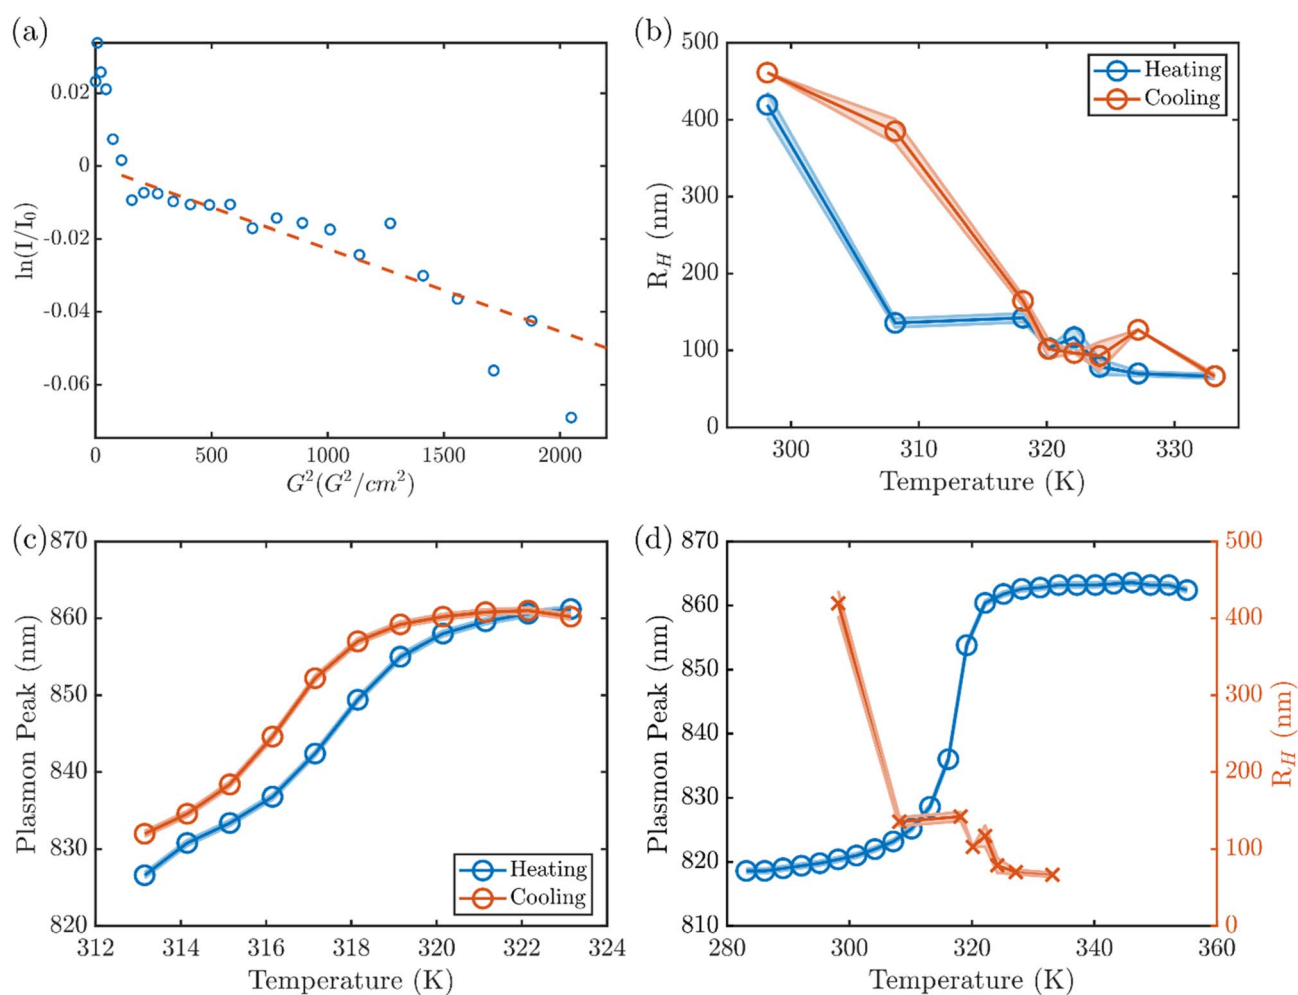 (a)
0.02
0
-0.02
-0.04
-0.06
ln(I/I₀)
0 500 1000 1500 2000
G²(G²/cm²)
(b)
500
400
300
200
100
0
R_H (nm)
Heating
Cooling
300 310 320 330
Temperature (K)
(c)
870
860
850
840
830
820
Plasmon Peak (nm)
Heating
Cooling
312 314 316 318 320 322 324
Temperature (K)
(d)
870
860
850
840
830
820
810
Plasmon Peak (nm)
500
400
300
200
100
0
R_H (nm)
280 300 320 340 360
Temperature (K)